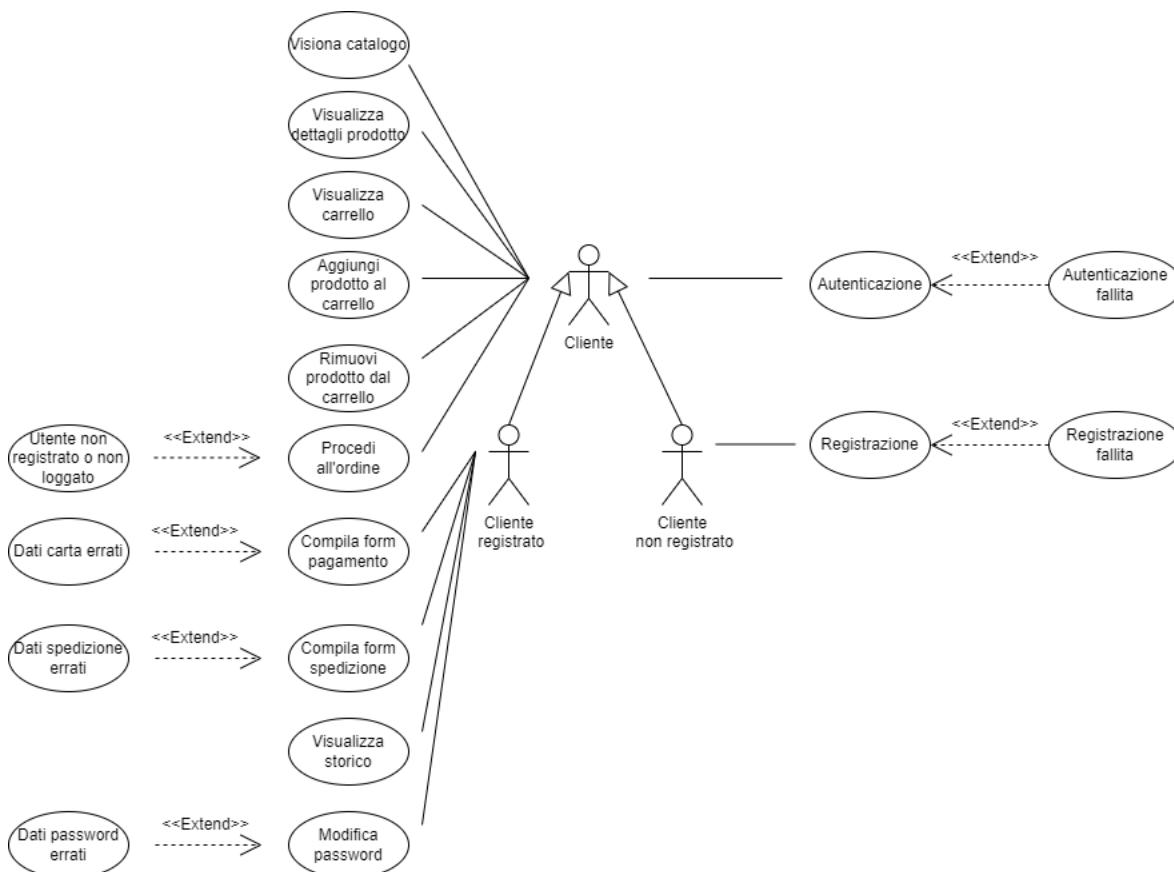 Visiona catalogo
Visualizza
dettagli prodotto
Visualizza
carrello
Aggiungi
prodotto al
carrello
Rimuovi
prodotto dal
carrello
Utente non
registrato o non
loggato
<<Extend>>
Procedi
all'ordine
Dati carta errati
<<Extend>>
Compila form
pagamento
Dati spedizione
errati
<<Extend>>
Compila form
spedizione
Visualizza
storico
Dati password
errati
<<Extend>>
Modifica
password
Cliente
Cliente
registrato
Cliente
non registrato
Autenticazione
<<Extend>>
Autenticazione
fallita
Registrazione
<<Extend>>
Registrazione
fallita